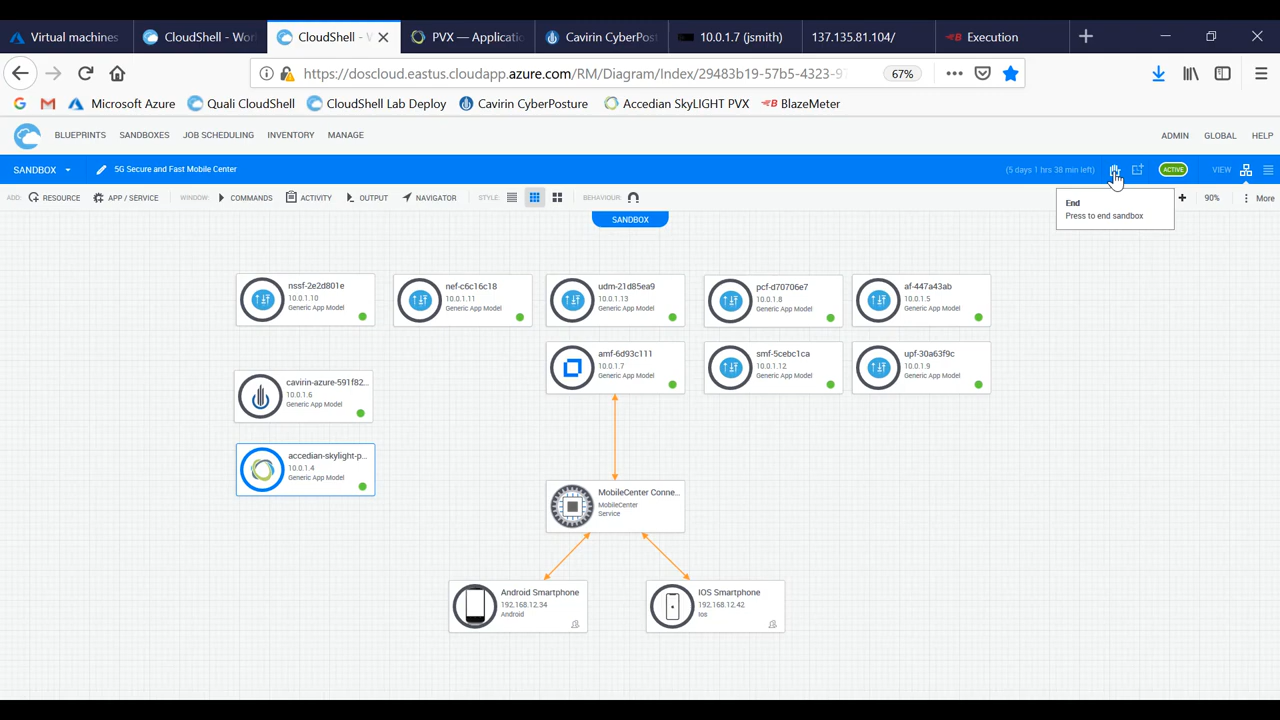 Virtual machines
CloudShell - Wor
CloudShell - W
PVX — Applicatio
Cavirin CyberPost
10.0.1.7 (jsmith)
137.135.81.104/
Execution
https://doscloud.eastus.cloudapp.azure.com/RM/Diagram/Index/29483b19-57b5-4323-9
67%
Microsoft Azure
Quali CloudShell
CloudShell Lab Deploy
Cavirin CyberPosture
Accedian SkyLIGHT PVX
BlazeMeter
BLUEPRINTS
SANDBOXES
JOB SCHEDULING
INVENTORY
MANAGE
ADMIN
GLOBAL
HELP
SANDBOX
5G Secure and Fast Mobile Center
(5 days 1 hrs 38 min left)
ACTIVE
VIEW
ADD:
RESOURCE
APP / SERVICE
WINDOW:
COMMANDS
ACTIVITY
OUTPUT
NAVIGATOR
STYLE:
BEHAVIOUR:
90%
More
End
Press to end sandbox
SANDBOX
nssf-2e2d801e
10.0.1.10
Generic App Model
nef-c6c16c18
10.0.1.11
Generic App Model
udm-21d85ea9
10.0.1.13
Generic App Model
pcf-d70706e7
10.0.1.8
Generic App Model
af-447a43ab
10.0.1.5
Generic App Model
amf-6d93c111
10.0.1.7
Generic App Model
smf-5cebc1ca
10.0.1.12
Generic App Model
upf-30a63f9c
10.0.1.9
Generic App Model
cavirin-azure-591f82...
10.0.1.6
Generic App Model
accedian-skylight-p...
10.0.1.4
Generic App Model
MobileCenter Conne...
MobileCenter
Service
Android Smartphone
192.168.12.34
Android
IOS Smartphone
192.168.12.42
Ios